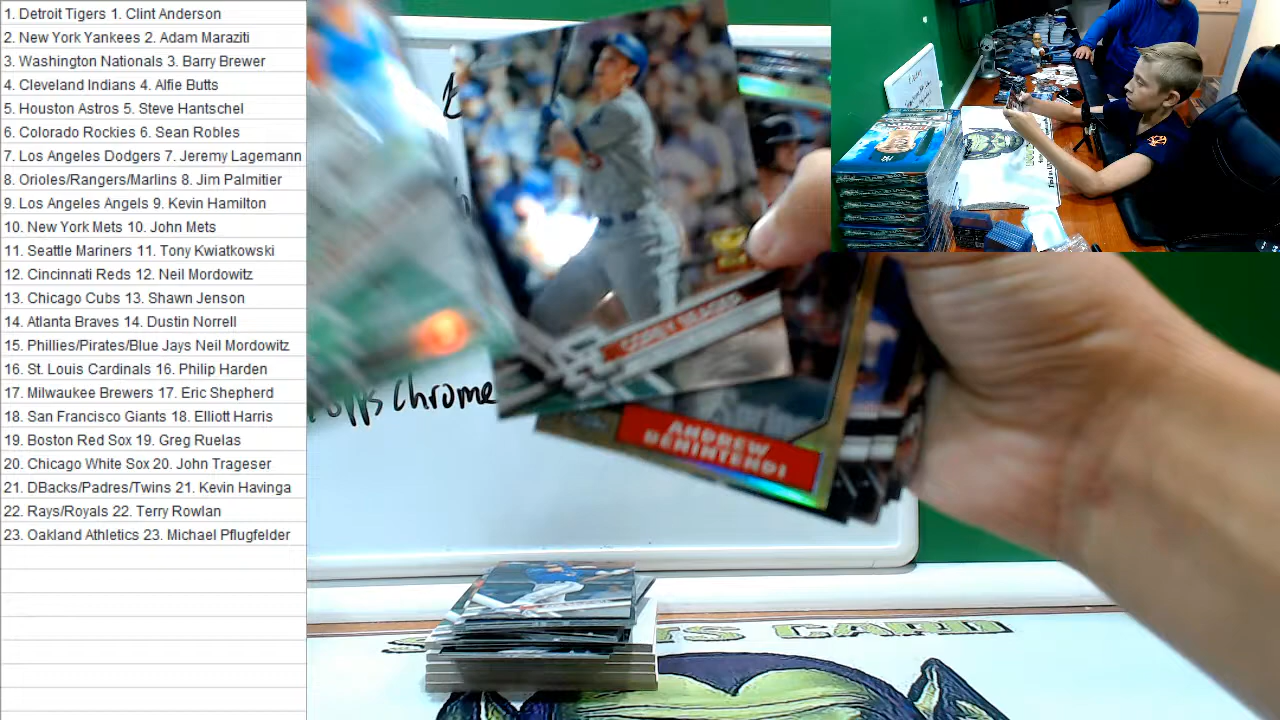 1. Detroit Tigers 1. Clint Anderson
2. New York Yankees 2. Adam Maraziti
3. Washington Nationals 3. Barry Brewer
4. Cleveland Indians 4. Alfie Butts
5. Houston Astros 5. Steve Hantschel
6. Colorado Rockies 6. Sean Robles
7. Los Angeles Dodgers 7. Jeremy Lagemann
8. Orioles/Rangers/Marlins 8. Jim Palmitier
9. Los Angeles Angels 9. Kevin Hamilton
10. New York Mets 10. John Mets
11. Seattle Mariners 11. Tony Kwiatkowski
12. Cincinnati Reds 12. Neil Mordowitz
13. Chicago Cubs 13. Shawn Jenson
14. Atlanta Braves 14. Dustin Norrell
15. Phillies/Pirates/Blue Jays Neil Mordowitz
16. St. Louis Cardinals 16. Philip Harden
17. Milwaukee Brewers 17. Eric Shepherd
18. San Francisco Giants 18. Elliott Harris
19. Boston Red Sox 19. Greg Ruelas
20. Chicago White Sox 20. John Trageser
21. DBacks/Padres/Twins 21. Kevin Havinga
22. Rays/Royals 22. Terry Rowlan
23. Oakland Athletics 23. Michael Pflugfelder
COREY SEAGER
Chrome
ANDREW
BENINTENDI
CARD